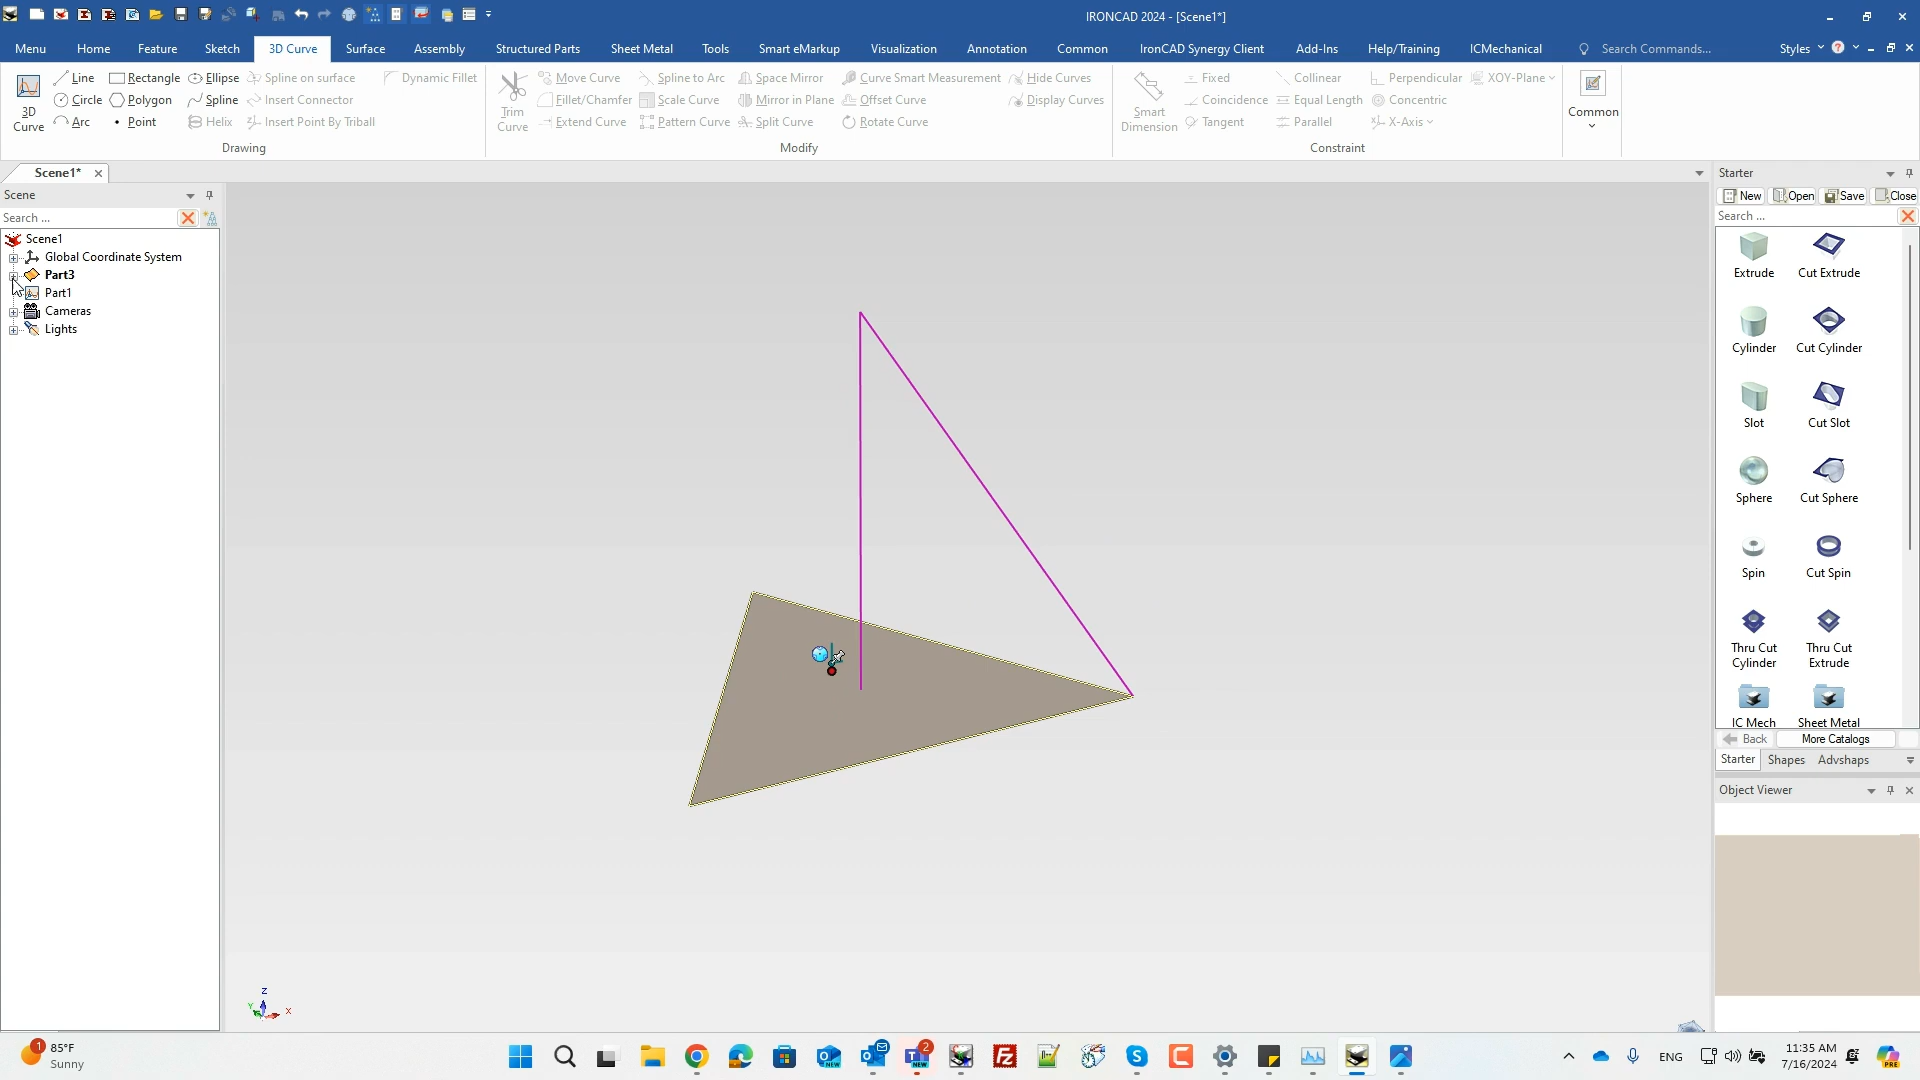 IRONCAD 2024 - [Scene1*]
Menu Home Feature Sketch 3D Curve Surface Assembly Structured Parts Sheet Metal Tools Smart eMarkup Visualization Annotation Common IronCAD Synergy Client Add-Ins Help/Training ICMechanical Search Commands... Styles
Line Rectangle Ellipse Spline on surface Dynamic Fillet Move Curve Spline to Arc Space Mirror Curve Smart Measurement Hide Curves Fixed Collinear Perpendicular XOY-Plane
Circle Polygon Spline Insert Connector Fillet/Chamfer Scale Curve Mirror in Plane Offset Curve Display Curves Coincidence Equal Length Concentric
3D Curve Trim Curve Smart Dimension Common
Arc Point Helix Insert Point By Triball Extend Curve Pattern Curve Split Curve Rotate Curve Tangent Parallel X-Axis
Drawing Modify Constraint
Scene1*
Scene
Search ...
Scene1
Global Coordinate System
Part3
Part1
Cameras
Lights
Z
Y
X
Starter
New Open Save Close
Search ...
Extrude Cut Extrude
Cylinder Cut Cylinder
Slot Cut Slot
Sphere Cut Sphere
Spin Cut Spin
Thru Cut Cylinder Thru Cut Extrude
IC Mech Sheet Metal
Back More Catalogs
Starter Shapes Advshaps
Object Viewer
1
85°F
Sunny
NEW
2
NEW
ENG
11:35 AM
7/16/2024
PRE